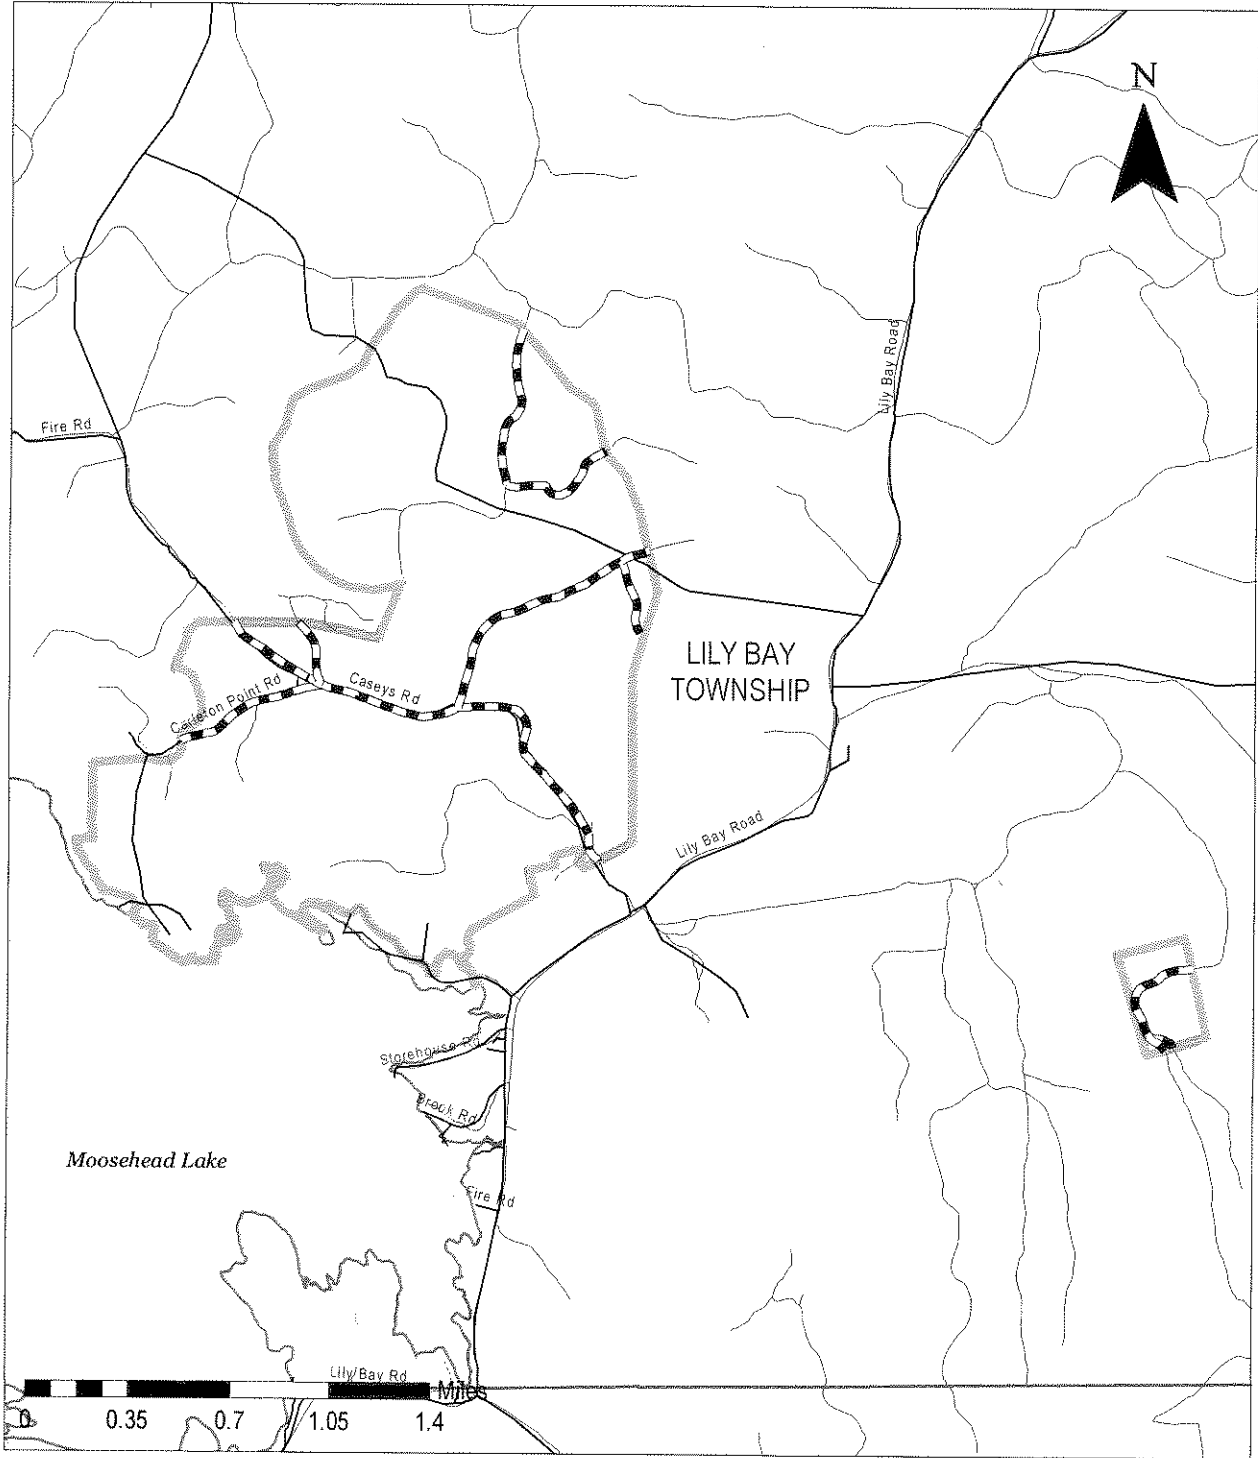 N
Lily Bay Road
Fire Rd
LILY BAY
TOWNSHIP
Caseys Rd
Carleton Point Rd
Lily Bay Road
Storehouse Rd
Brook Rd
Moosehead Lake
Fire Rd
Lily Bay Rd
Miles
0 0.35 0.7 1.05 1.4